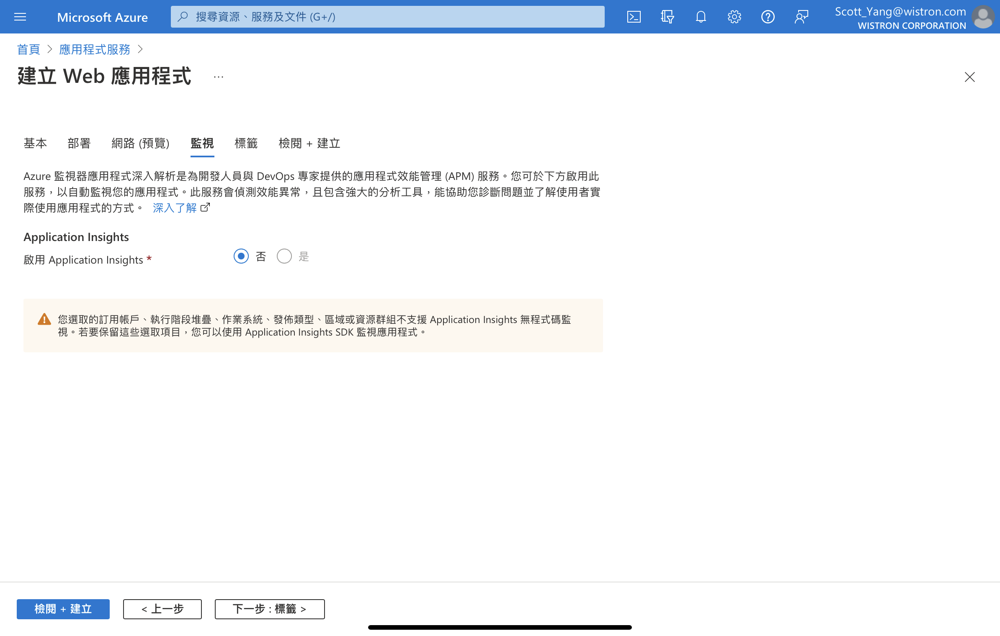 Microsoft Azure
搜尋資源、服務及文件 (G+/)
Scott_Yang@wistron.com
WISTRON CORPORATION
首頁 > 應用程式服務 >
建立 Web 應用程式 ...
基本 部署 網路 (預覽) 監視 標籤 檢閱 + 建立
Azure 監視器應用程式深入解析是為開發人員與 DevOps 專家提供的應用程式效能管理 (APM) 服務。您可於下方啟用此
服務，以自動監視您的應用程式。此服務會偵測效能異常，且包含強大的分析工具，能協助您診斷問題並了解使用者實
際使用應用程式的方式。 深入了解
Application Insights
啟用 Application Insights * 否 是
您選取的訂用帳戶、執行階段堆疊、作業系統、發佈類型、區域或資源群組不支援 Application Insights 無程式碼監
視。若要保留這些選取項目，您可以使用 Application Insights SDK 監視應用程式。
檢閱 + 建立 < 上一步 下一步 : 標籤 >